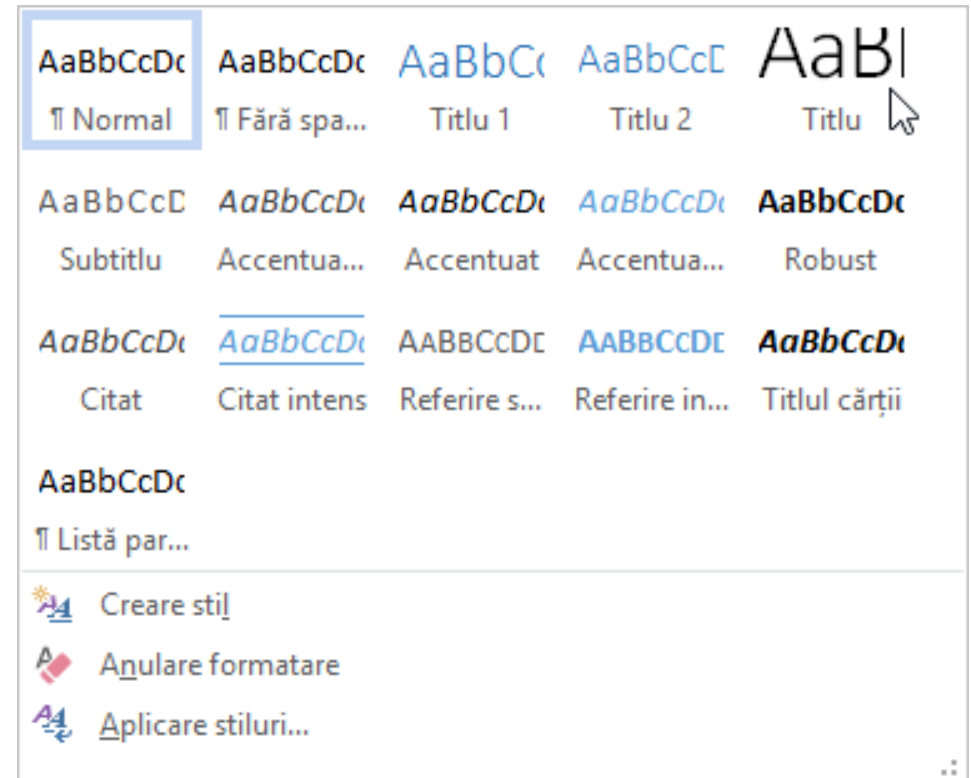 AaBbCcDc AaBbCcDc AaBbCc AaBbCcD AaB
¶ Normal ¶ Fără spa... Titlu 1 Titlu 2 Titlu
AaBbCcD AaBbCcDc AaBbCcDc AaBbCcDc AaBbCcDc
Subtitlu Accentua... Accentuat Accentua... Robust
AaBbCcDc AaBbCcDc AABBCCDD AABBCCDD AaBbCcDc
Citat Citat intens Referire s... Referire in... Titlul cărții
AaBbCcDc
¶ Listă par...
Creare stil
Anulare formatare
Aplicare stiluri...